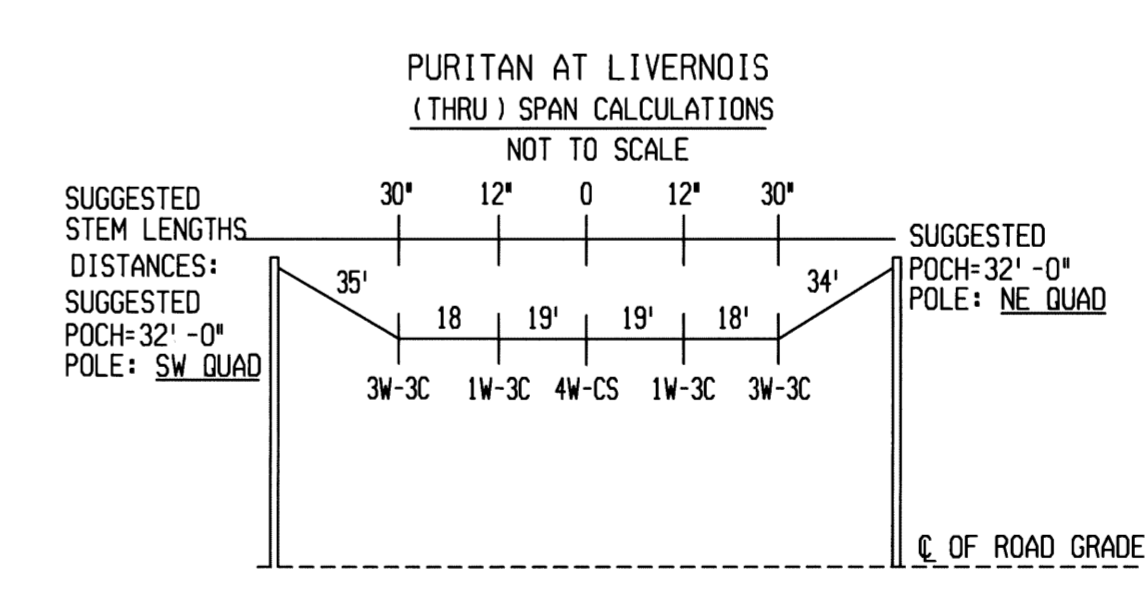 PURITAN AT LIVERNOIS
(THRU) SPAN CALCULATIONS
NOT TO SCALE
SUGGESTED
STEM LENGTHS
30" 12" 0 12" 30"
DISTANCES:
35' 18 19' 19' 18' 34'
SUGGESTED
POCH=32'-0"
POLE: SW QUAD
SUGGESTED
POCH=32'-0"
POLE: NE QUAD
3W-3C 1W-3C 4W-CS 1W-3C 3W-3C
℄ OF ROAD GRADE